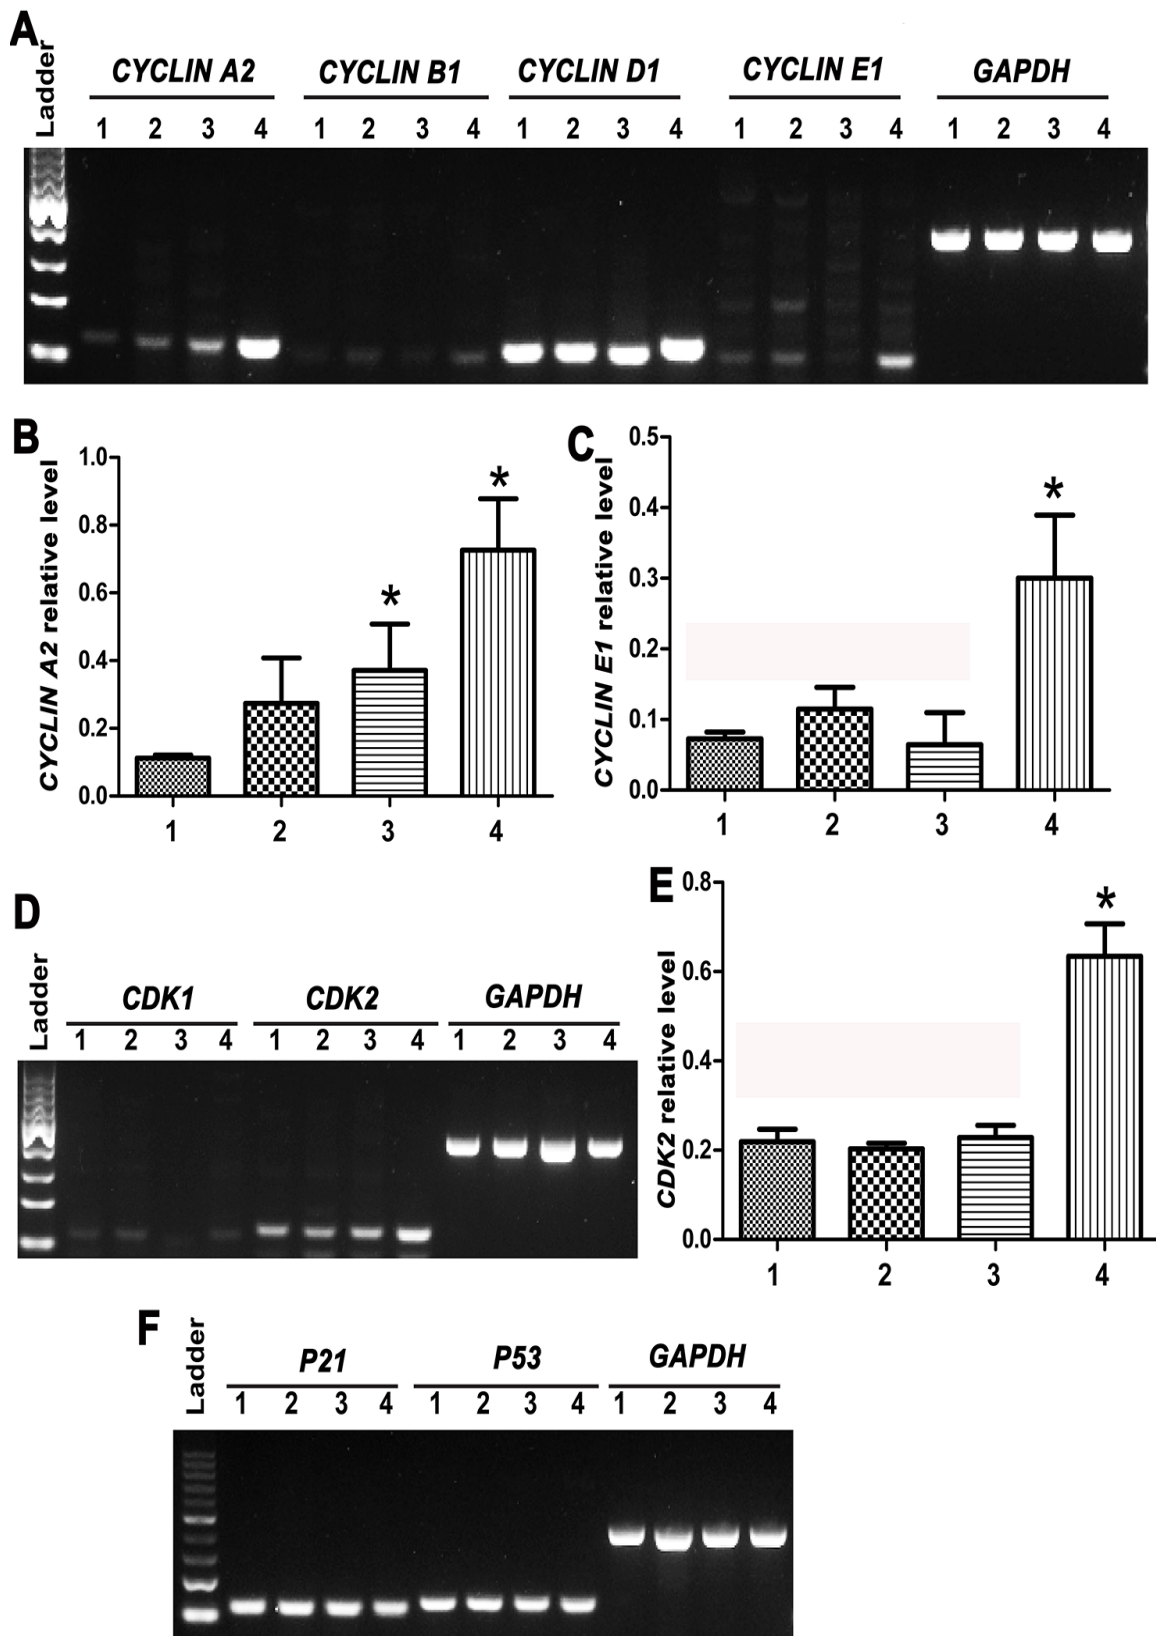 A
Ladder
CYCLIN A2 CYCLIN B1 CYCLIN D1 CYCLIN E1 GAPDH
1 2 3 4 1 2 3 4 1 2 3 4 1 2 3 4 1 2 3 4
B
CYCLIN A2 relative level
1.0
0.8
0.6
0.4
0.2
0.0
* *
1 2 3 4
C
CYCLIN E1 relative level
0.5
0.4
0.3
0.2
0.1
0.0
*
1 2 3 4
D
Ladder
CDK1 CDK2 GAPDH
1 2 3 4 1 2 3 4 1 2 3 4
E
CDK2 relative level
0.8
0.6
0.4
0.2
0.0
*
1 2 3 4
F
Ladder
P21 P53 GAPDH
1 2 3 4 1 2 3 4 1 2 3 4